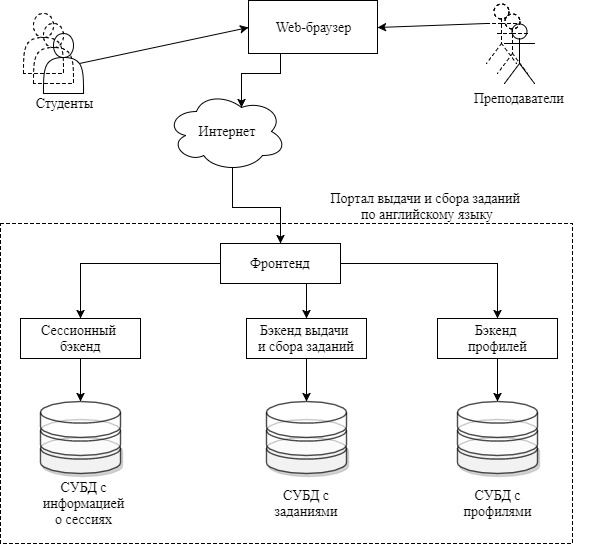 Web-браузер
Студенты
Преподаватели
Интернет
Портал выдачи и сбора заданий
по английскому языку
Фронтенд
Сессионный
бэкенд
Бэкенд выдачи
и сбора заданий
Бэкенд
профилей
СУБД с
информацией
о сессиях
СУБД с
заданиями
СУБД с
профилями